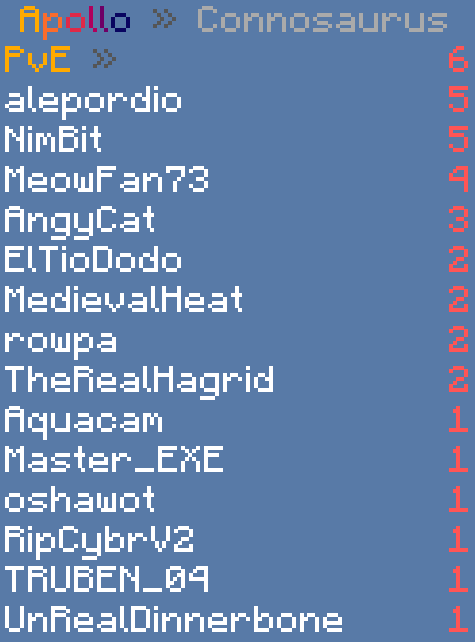 Apollo » Connosaurus
PvE » 6
alepordio 5
NimBit 5
MeowFan73 4
AngyCat 3
ElTioDodo 2
MedievalHeat 2
rowpa 2
TheRealHagrid 2
Aquacam 1
Master_EXE 1
oshawot 1
RipCybrV2 1
TRUBEN_04 1
UnRealDinnerbone 1